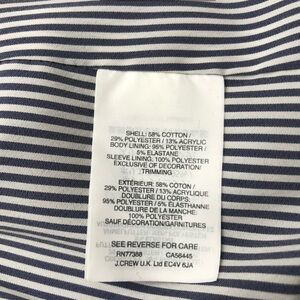 SHELL: 58% COTTON /
29% POLYESTER / 13% ACRYLIC
BODY LINING: 95% POLYESTER /
5% ELASTANE
SLEEVE LINING: 100% POLYESTER
EXCLUSIVE OF DECORATION /
TRIMMING
EXTÉRIEUR: 58% COTON /
29% POLYESTER / 13% ACRYLIQUE
DOUBLURE DU CORPS:
95% POLYESTER / 5% ÉLASTHANNE
DOUBLURE DE LA MANCHE:
100% POLYESTER
SAUF DÉCORATION/GARNITURES
SEE REVERSE FOR CARE
RN77388 CA56445
J.CREW U.K. Ltd EC4V 6JA